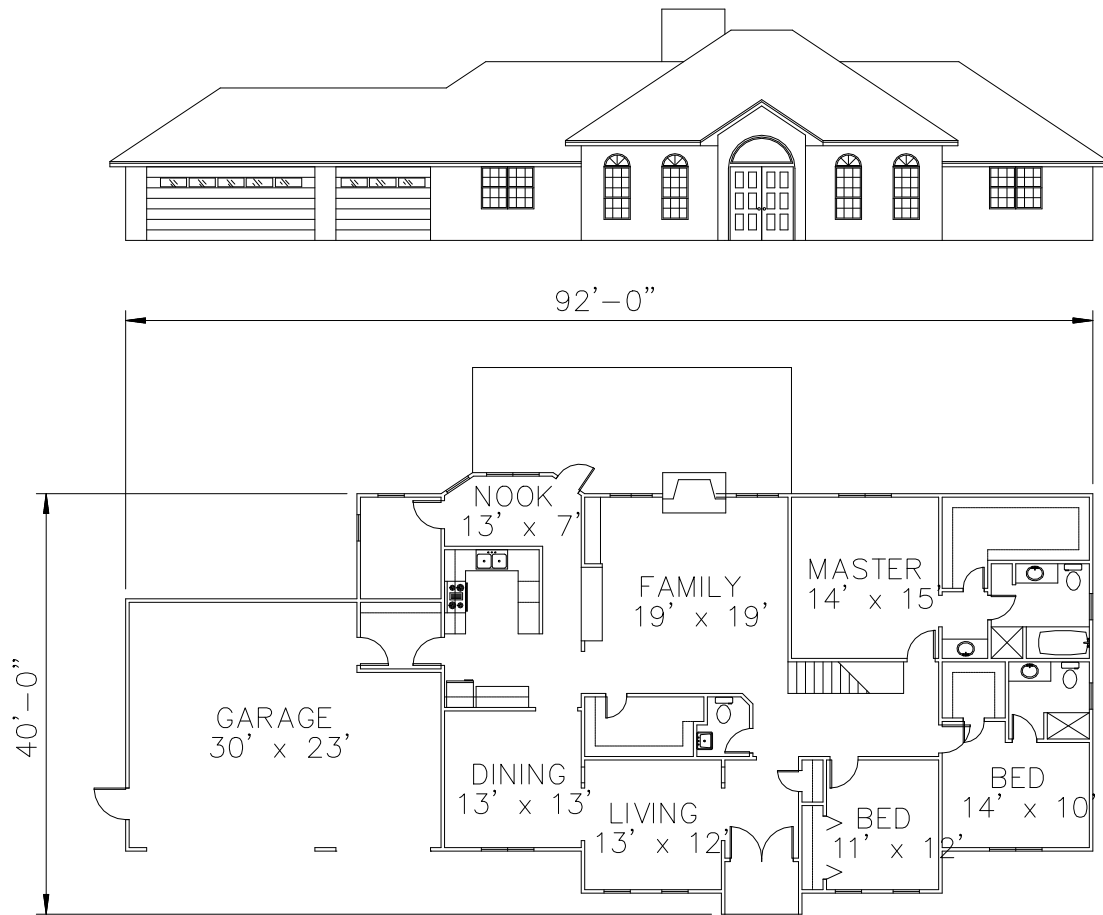 92'-0"
NOOK
13' x 7'
FAMILY
19' x 19'
MASTER
14' x 15'
40'-0"
GARAGE
30' x 23'
DINING
13' x 13'
LIVING
13' x 12'
BED
11' x 12'
BED
14' x 10'